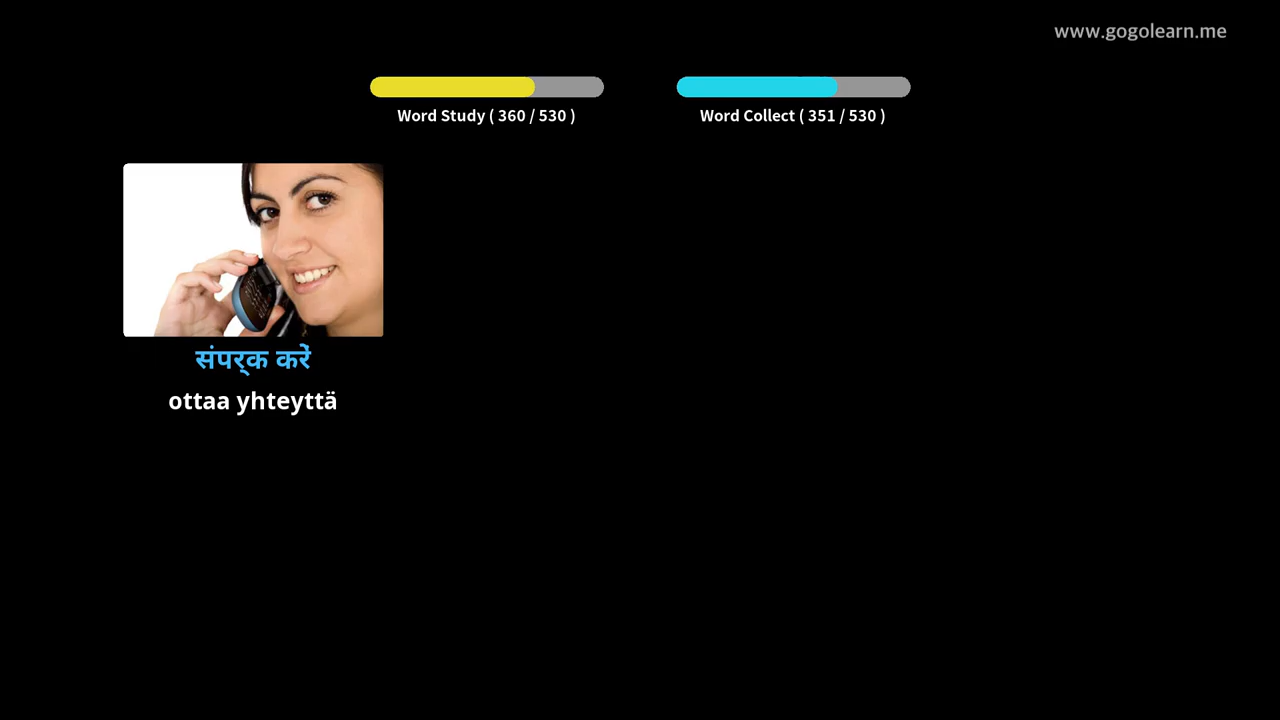 www.gogolearn.me
Word Study ( 360 / 530 )
Word Collect ( 351 / 530 )
संपर्क करें
ottaa yhteyttä